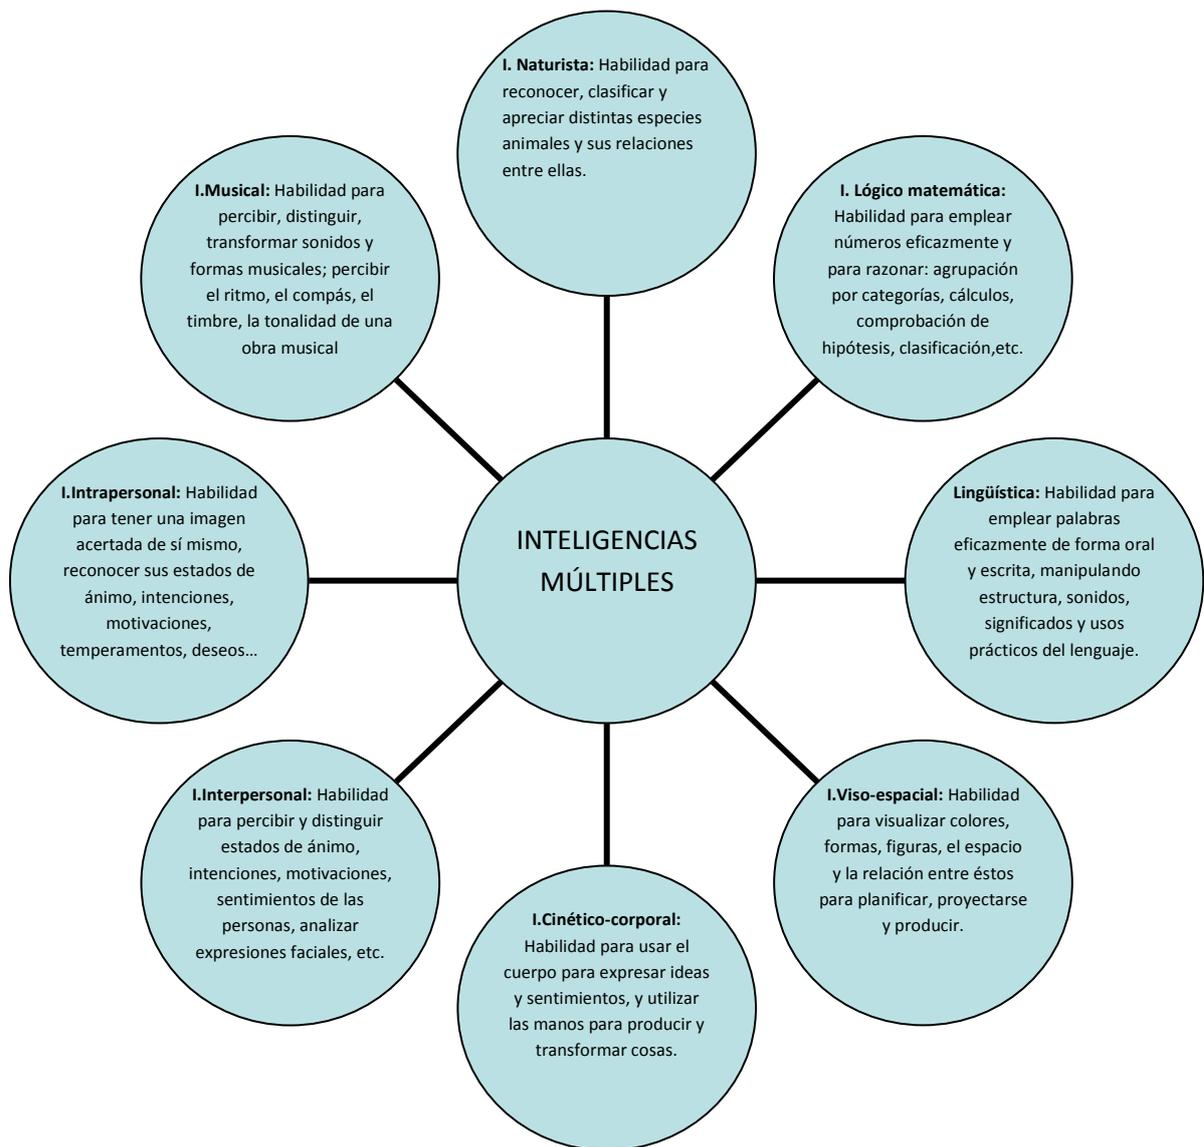 I. Naturista: Habilidad para
reconocer, clasificar y
apreciar distintas especies
animales y sus relaciones
entre ellas.
I. Lógico matemática:
Habilidad para emplear
números eficazmente y
para razonar: agrupación
por categorías, cálculos,
comprobación de
hipótesis, clasificación,etc.
Lingüística: Habilidad para
emplear palabras
eficazmente de forma oral
y escrita, manipulando
estructura, sonidos,
significados y usos
prácticos del lenguaje.
I.Viso-espacial: Habilidad
para visualizar colores,
formas, figuras, el espacio
y la relación entre éstos
para planificar, proyectarse
y producir.
I.Cinético-corporal:
Habilidad para usar el
cuerpo para expresar ideas
y sentimientos, y utilizar
las manos para producir y
transformar cosas.
I.Interpersonal: Habilidad
para percibir y distinguir
estados de ánimo,
intenciones, motivaciones,
sentimientos de las
personas, analizar
expresiones faciales, etc.
I.Intrapersonal: Habilidad
para tener una imagen
acertada de sí mismo,
reconocer sus estados de
ánimo, intenciones,
motivaciones,
temperamentos, deseos…
I.Musical: Habilidad para
percibir, distinguir,
transformar sonidos y
formas musicales; percibir
el ritmo, el compás, el
timbre, la tonalidad de una
obra musical
INTELIGENCIAS
MÚLTIPLES